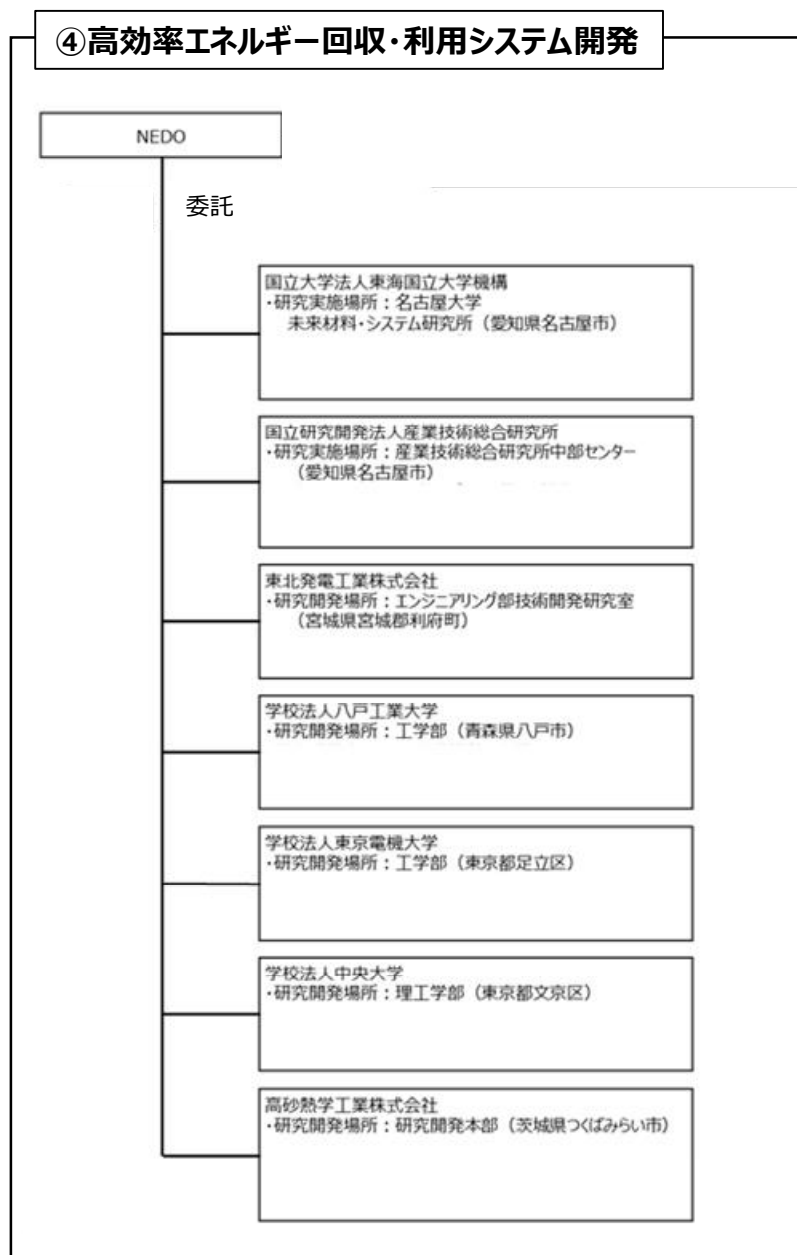 ④高効率エネルギー回収・利用システム開発
NEDO
委託
国立大学法人東海国立大学機構
・研究実施場所：名古屋大学
未来材料・システム研究所（愛知県名古屋市）
国立研究開発法人産業技術総合研究所
・研究実施場所：産業技術総合研究所中部センター
（愛知県名古屋市）
東北発電工業株式会社
・研究開発場所：エンジニアリング部技術開発研究室
（宮城県宮城郡利府町）
学校法人八戸工業大学
・研究開発場所：工学部（青森県八戸市）
学校法人東京電機大学
・研究開発場所：工学部（東京都足立区）
学校法人中央大学
・研究開発場所：理工学部（東京都文京区）
高砂熱学工業株式会社
・研究開発場所：研究開発本部（茨城県つくばみらい市）